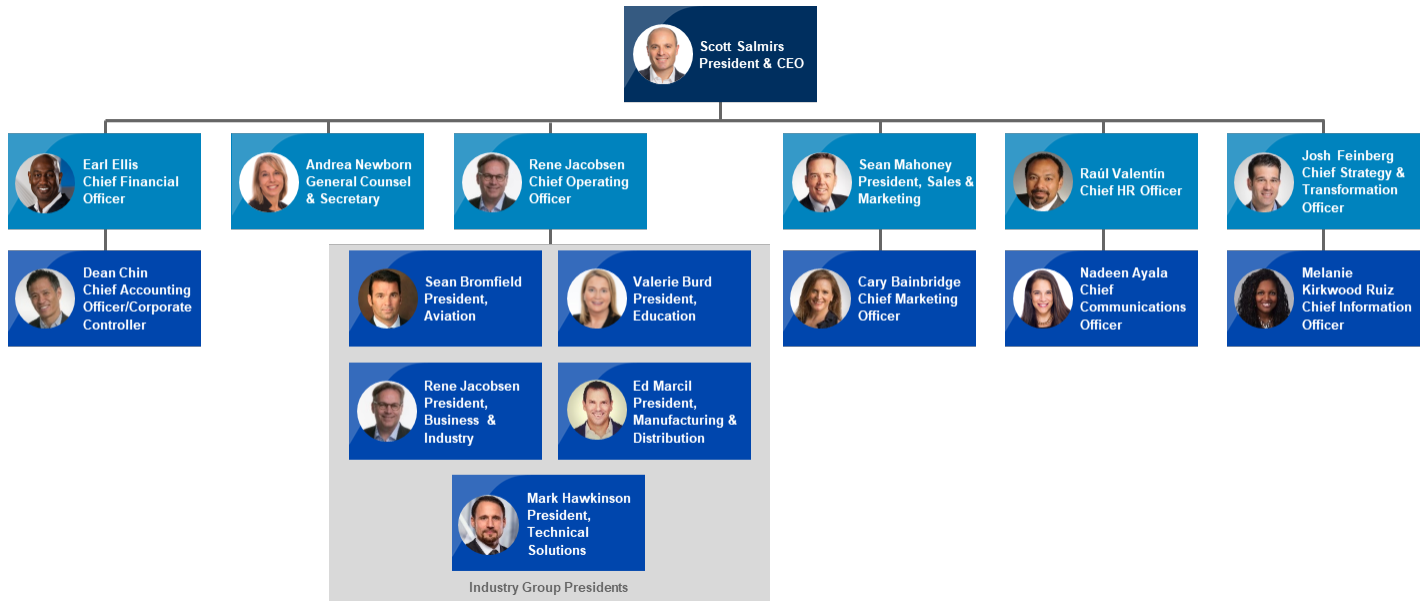 Scott Salmirs
President & CEO
Earl Ellis
Chief Financial
Officer
Andrea Newborn
General Counsel
& Secretary
Rene Jacobsen
Chief Operating
Officer
Sean Mahoney
President, Sales &
Marketing
Raúl Valentín
Chief HR Officer
Josh Feinberg
Chief Strategy &
Transformation
Officer
Dean Chin
Chief Accounting
Officer/Corporate
Controller
Sean Bromfield
President,
Aviation
Valerie Burd
President,
Education
Cary Bainbridge
Chief Marketing
Officer
Nadeen Ayala
Chief
Communications
Officer
Melanie
Kirkwood Ruiz
Chief Information
Officer
Rene Jacobsen
President,
Business &
Industry
Ed Marcil
President,
Manufacturing &
Distribution
Mark Hawkinson
President,
Technical
Solutions
Industry Group Presidents